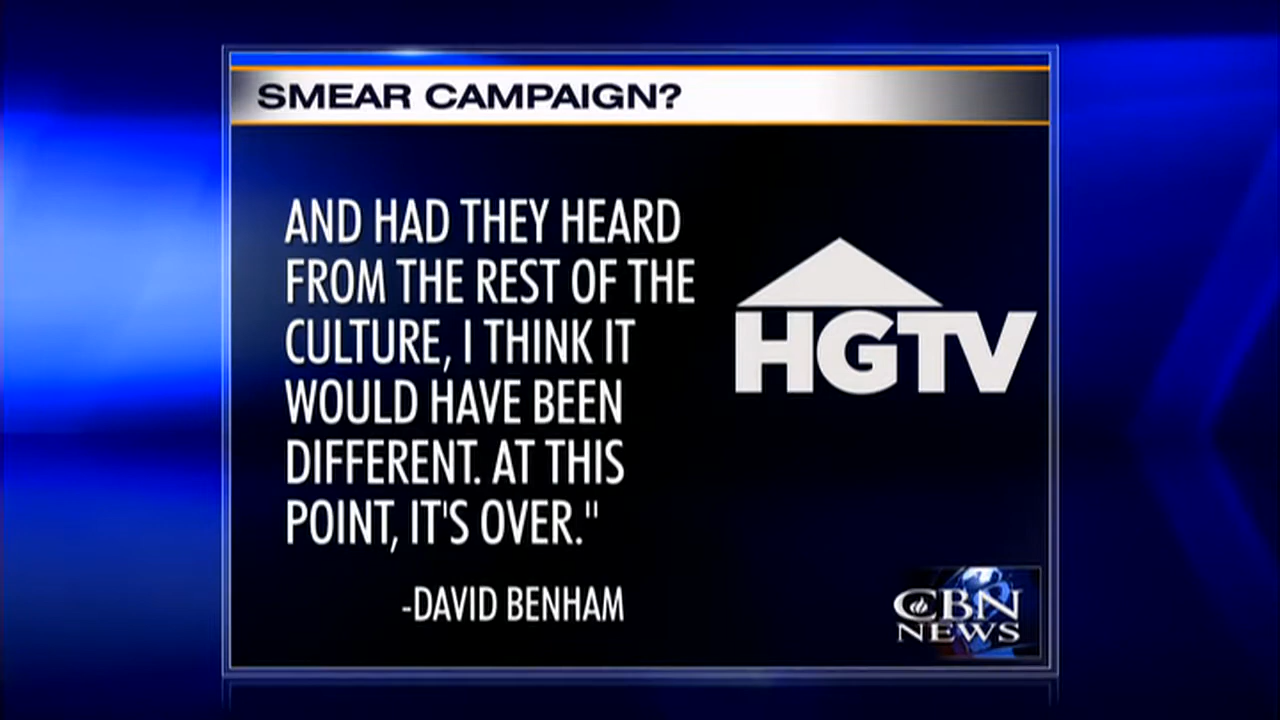 SMEAR CAMPAIGN?
AND HAD THEY HEARD
FROM THE REST OF THE
CULTURE, I THINK IT
WOULD HAVE BEEN
DIFFERENT. AT THIS
POINT, IT'S OVER."
-DAVID BENHAM
HGTV
CBN
NEWS